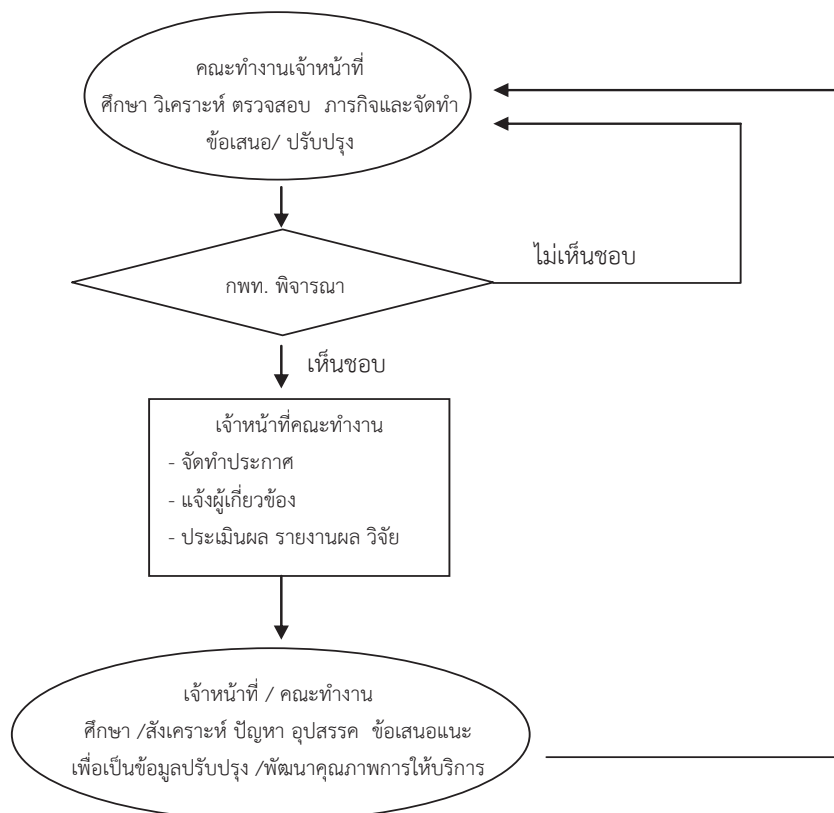 คณะทำงานเจ้าหน้าที่
ศึกษา วิเคราะห์ ตรวจสอบ ภารกิจและจัดทำ
ข้อเสนอ/ ปรับปรุง
กพท. พิจารณา
ไม่เห็นชอบ
เห็นชอบ
เจ้าหน้าที่คณะทำงาน
- จัดทำประกาศ
- แจ้งผู้เกี่ยวข้อง
- ประเมินผล รายงานผล วิจัย
เจ้าหน้าที่ / คณะทำงาน
ศึกษา /สังเคราะห์ ปัญหา อุปสรรค ข้อเสนอแนะ
เพื่อเป็นข้อมูลปรับปรุง /พัฒนาคุณภาพการให้บริการ